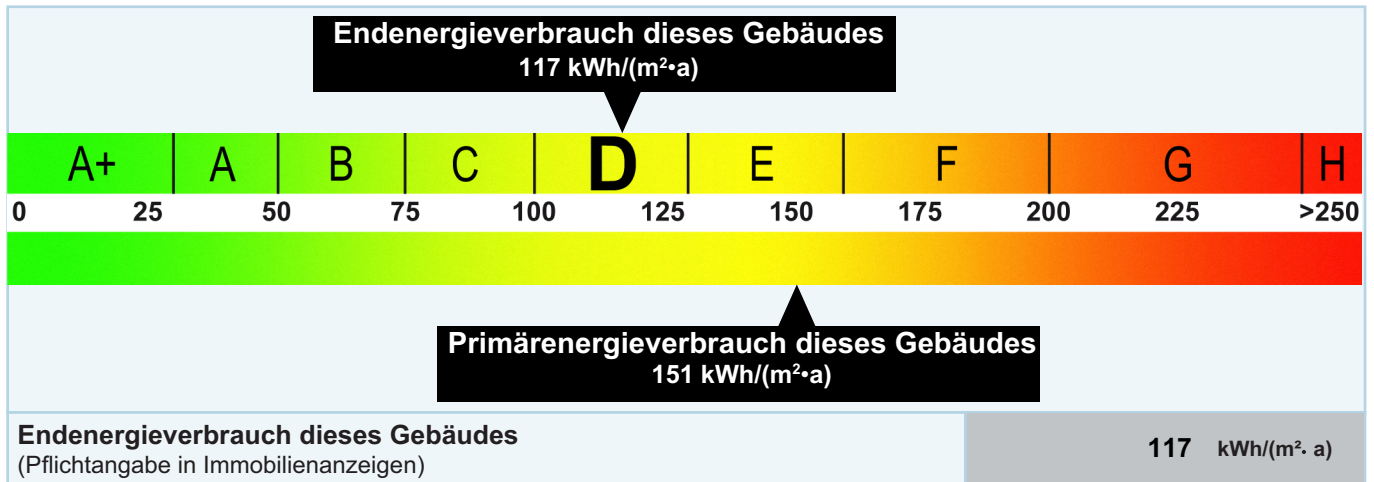 Endenergieverbrauch dieses Gebäudes
117 kWh/(m²•a)
A+ A B C D E F G H
0 25 50 75 100 125 150 175 200 225 >250
Primärenergieverbrauch dieses Gebäudes
151 kWh/(m²•a)
Endenergieverbrauch dieses Gebäudes
(Pflichtangabe in Immobilienanzeigen)
117 kWh/(m²· a)